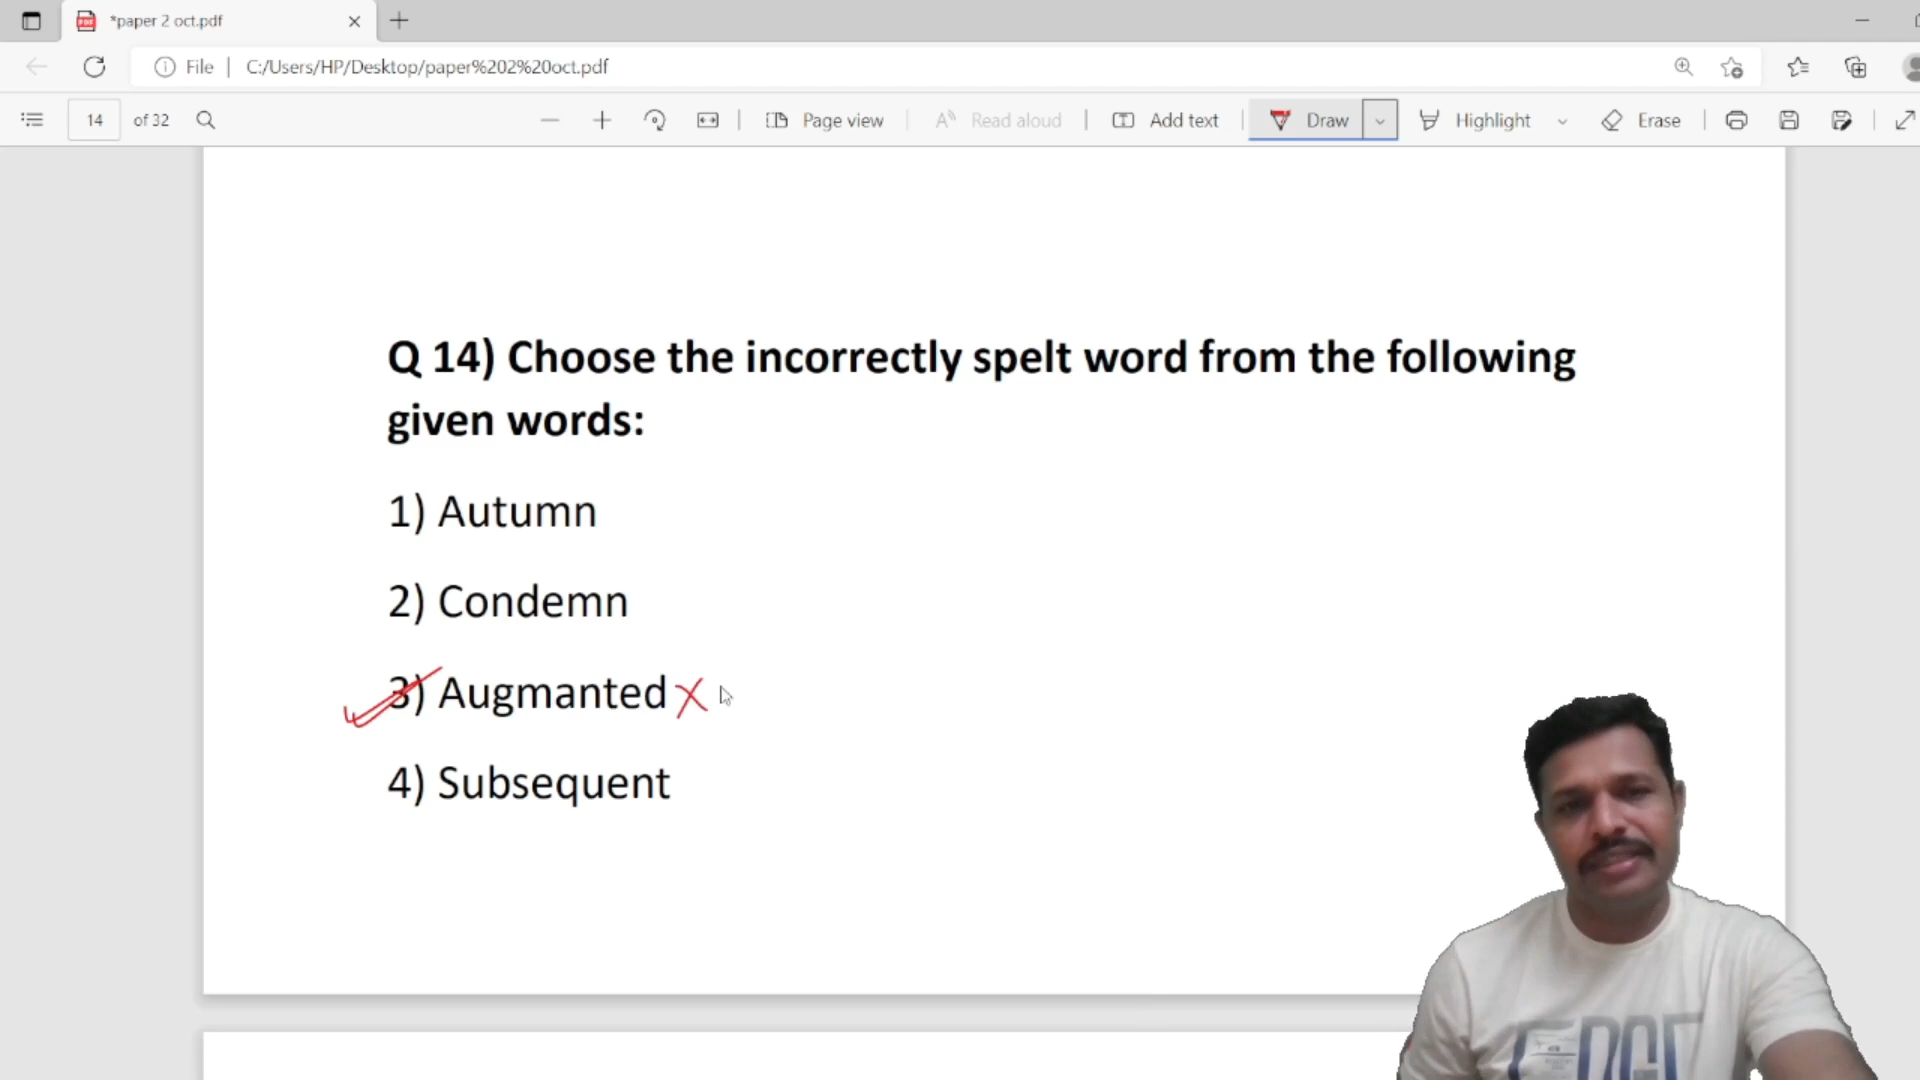 *paper 2 oct.pdf
File | C:/Users/HP/Desktop/paper%202%20oct.pdf
14 of 32 Page view Read aloud Add text Draw Highlight Erase
Q 14) Choose the incorrectly spelt word from the following
given words:
1) Autumn
2) Condemn
3) Augmanted X
4) Subsequent